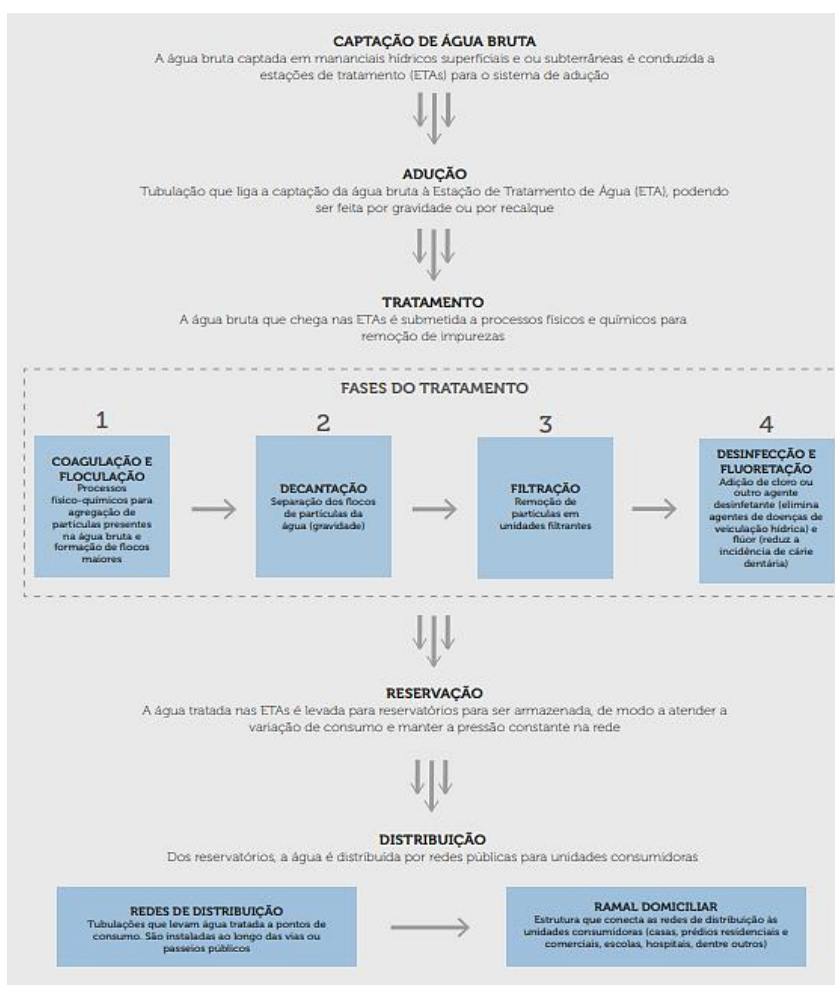 CAPTAÇÃO DE ÁGUA BRUTA
A água bruta captada em mananciais hídricos superficiais e ou subterrâneas é conduzida a
estações de tratamento (ETAs) para o sistema de adução
ADUÇÃO
Tubulação que liga a captação da água bruta à Estação de Tratamento de Água (ETA), podendo
ser feita por gravidade ou por recalque
TRATAMENTO
A água bruta que chega nas ETAs é submetida a processos físicos e químicos para
remoção de impurezas
FASES DO TRATAMENTO
1
COAGULAÇÃO E
FLOCULAÇÃO
Processos
físico-químicos para
agregação de
partículas presentes
na água bruta e
formação de flocos
maiores
2
DECANTAÇÃO
Separação dos flocos
de partículas da
água (gravidade)
3
FILTRAÇÃO
Remoção de
partículas em
unidades filtrantes
4
DESINFECÇÃO E
FLUORETAÇÃO
Adição de cloro ou
outro agente
desinfetante (elimina
agentes de doenças de
veiculação hídrica) e
flúor (reduz a
incidência de cárie
dentária)
RESERVAÇÃO
A água tratada nas ETAs é levada para reservatórios para ser armazenada, de modo a atender a
variação de consumo e manter a pressão constante na rede
DISTRIBUIÇÃO
Dos reservatórios, a água é distribuída por redes públicas para unidades consumidoras
REDES DE DISTRIBUIÇÃO
Tubulações que levam água tratada a pontos de
consumo. São instaladas ao longo das vias ou
passeios públicos
RAMAL DOMICILIAR
Estrutura que conecta as redes de distribuição às
unidades consumidoras (casas, prédios residenciais e
comerciais, escolas, hospitais, dentre outros)